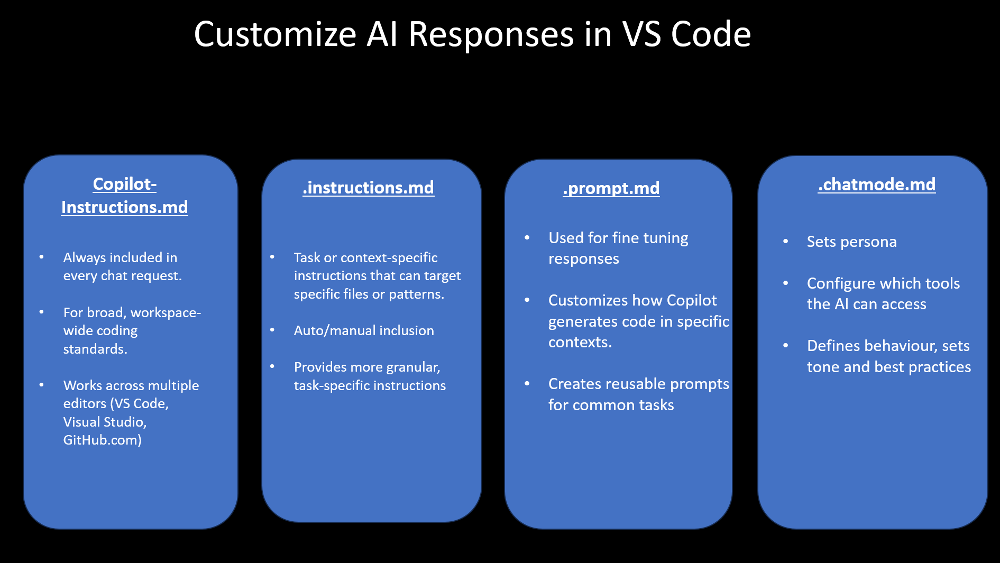 Customize AI Responses in VS Code
Copilot-
Instructions.md
• Always included in
every chat request.
• For broad, workspace-
wide coding
standards.
• Works across multiple
editors (VS Code,
Visual Studio,
GitHub.com)
.instructions.md
• Task or context-specific
instructions that can target
specific files or patterns.
• Auto/manual inclusion
• Provides more granular,
task-specific instructions
.prompt.md
• Used for fine tuning
responses
• Customizes how Copilot
generates code in specific
contexts.
• Creates reusable prompts
for common tasks
.chatmode.md
• Sets persona
• Configure which tools
the AI can access
• Defines behaviour, sets
tone and best practices